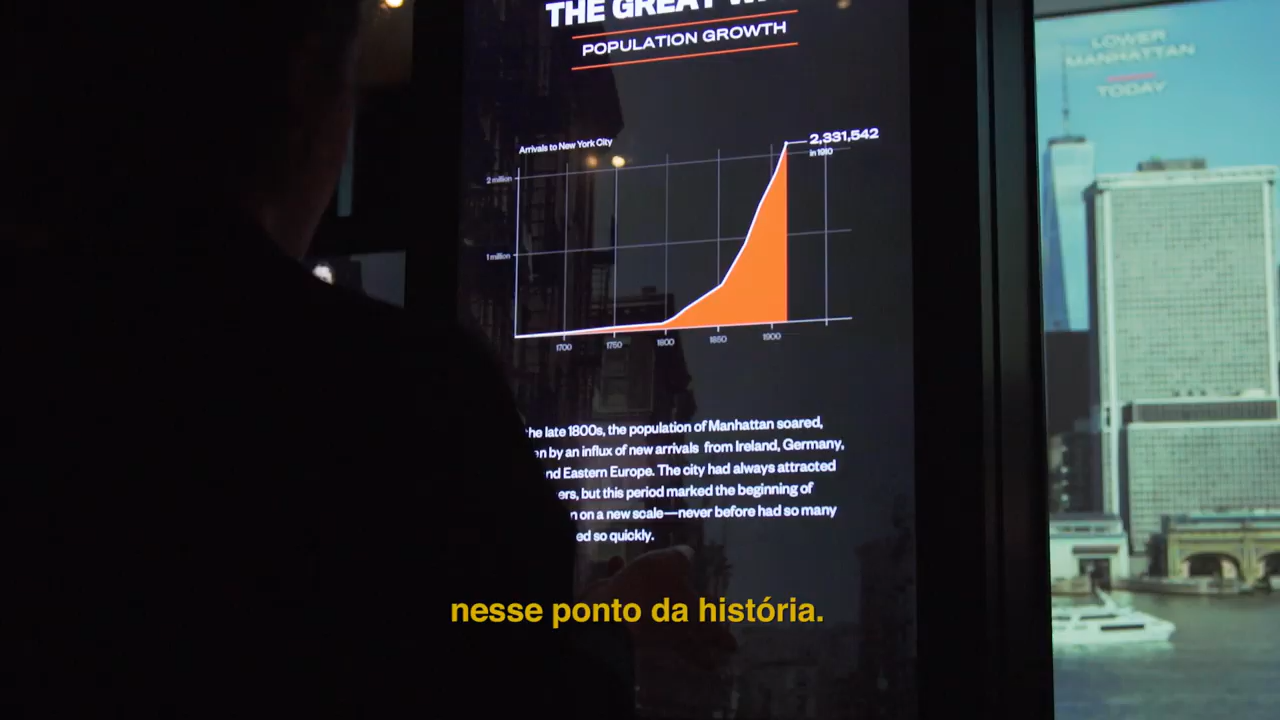 THE GREAT
POPULATION GROWTH
LOWER
MANHATTAN
TODAY
Arrivals to New York City
2,331,542
in 1910
2 million
1 million
1700
1750
1800
1850
1900
he late 1800s, the population of Manhattan soared,
en by an influx of new arrivals from Ireland, Germany,
nd Eastern Europe. The city had always attracted
ers, but this period marked the beginning of
n on a new scale—never before had so many
ed so quickly.
nesse ponto da história.